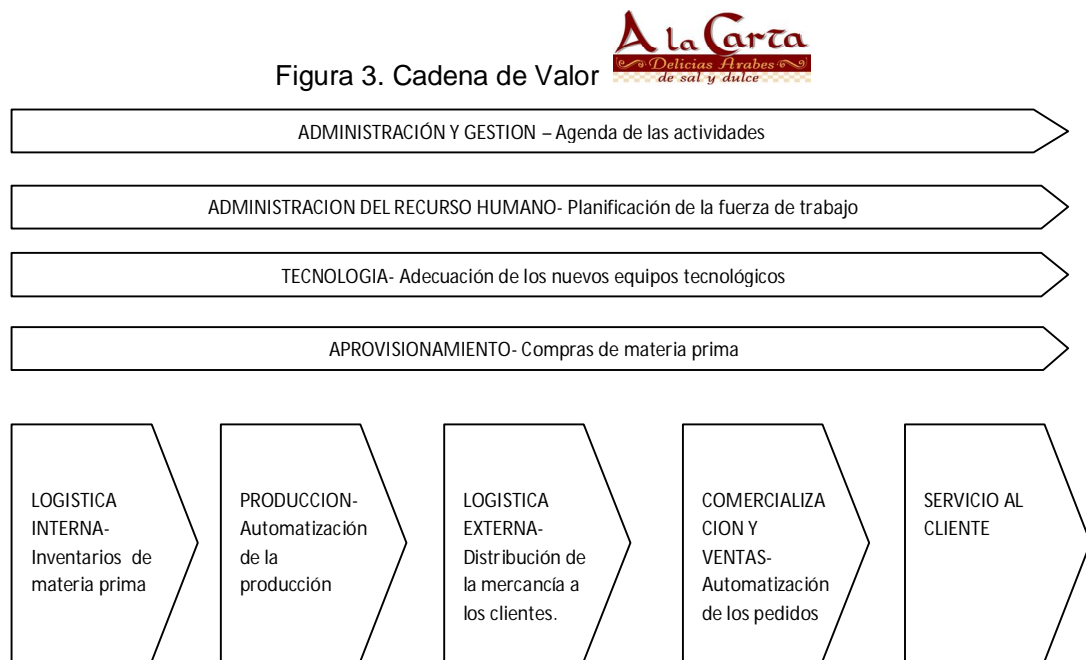 A la Carta
Delicias Arabes
de sal y dulce
Figura 3. Cadena de Valor
ADMINISTRACIÓN Y GESTION – Agenda de las actividades
ADMINISTRACION DEL RECURSO HUMANO- Planificación de la fuerza de trabajo
TECNOLOGIA- Adecuación de los nuevos equipos tecnológicos
APROVISIONAMIENTO- Compras de materia prima
LOGISTICA
INTERNA-
Inventarios de
materia prima
PRODUCCION-
Automatización
de la
producción
LOGISTICA
EXTERNA-
Distribución de
la mercancía a
los clientes.
COMERCIALIZA
CION Y
VENTAS-
Automatización
de los pedidos
SERVICIO AL
CLIENTE